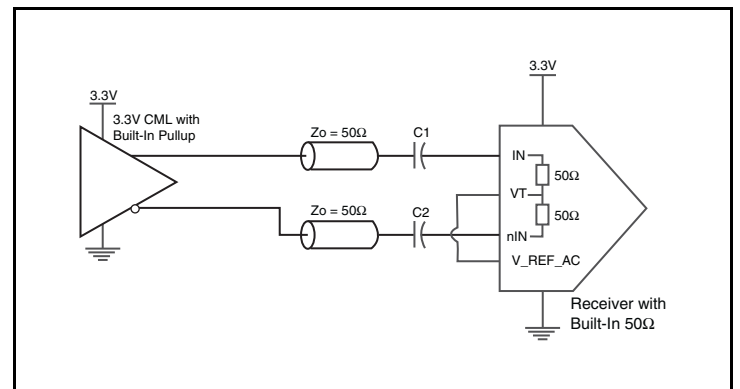 3.3V
3.3V
3.3V CML with
Built-In Pullup
Zo = 50Ω
C1
IN
50Ω
VT
Zo = 50Ω
C2
50Ω
nIN
V_REF_AC
Receiver with
Built-In 50Ω